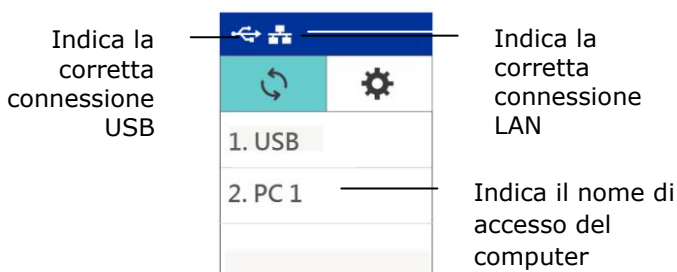 Indica la
corretta
connessione
USB
Indica la
corretta
connessione
LAN
1. USB
2. PC 1
Indica il nome di
accesso del
computer